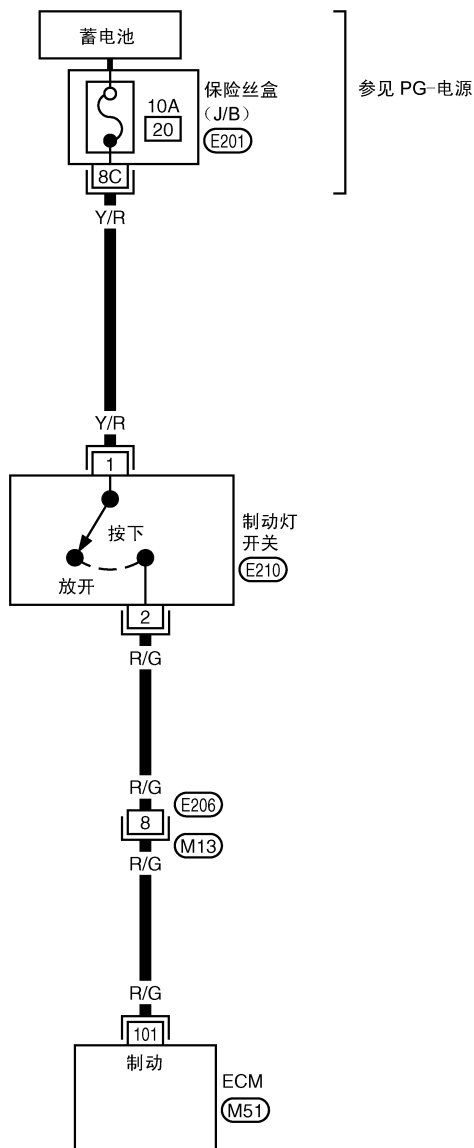 蓄电池
参见 PG-电源
保险丝盒
(J/B)
10A
20
E201
8C
Y/R
Y/R
1
按下
放开
制动灯
开关
E210
2
R/G
R/G
E206
8
M13
R/G
R/G
101
制动
ECM
M51